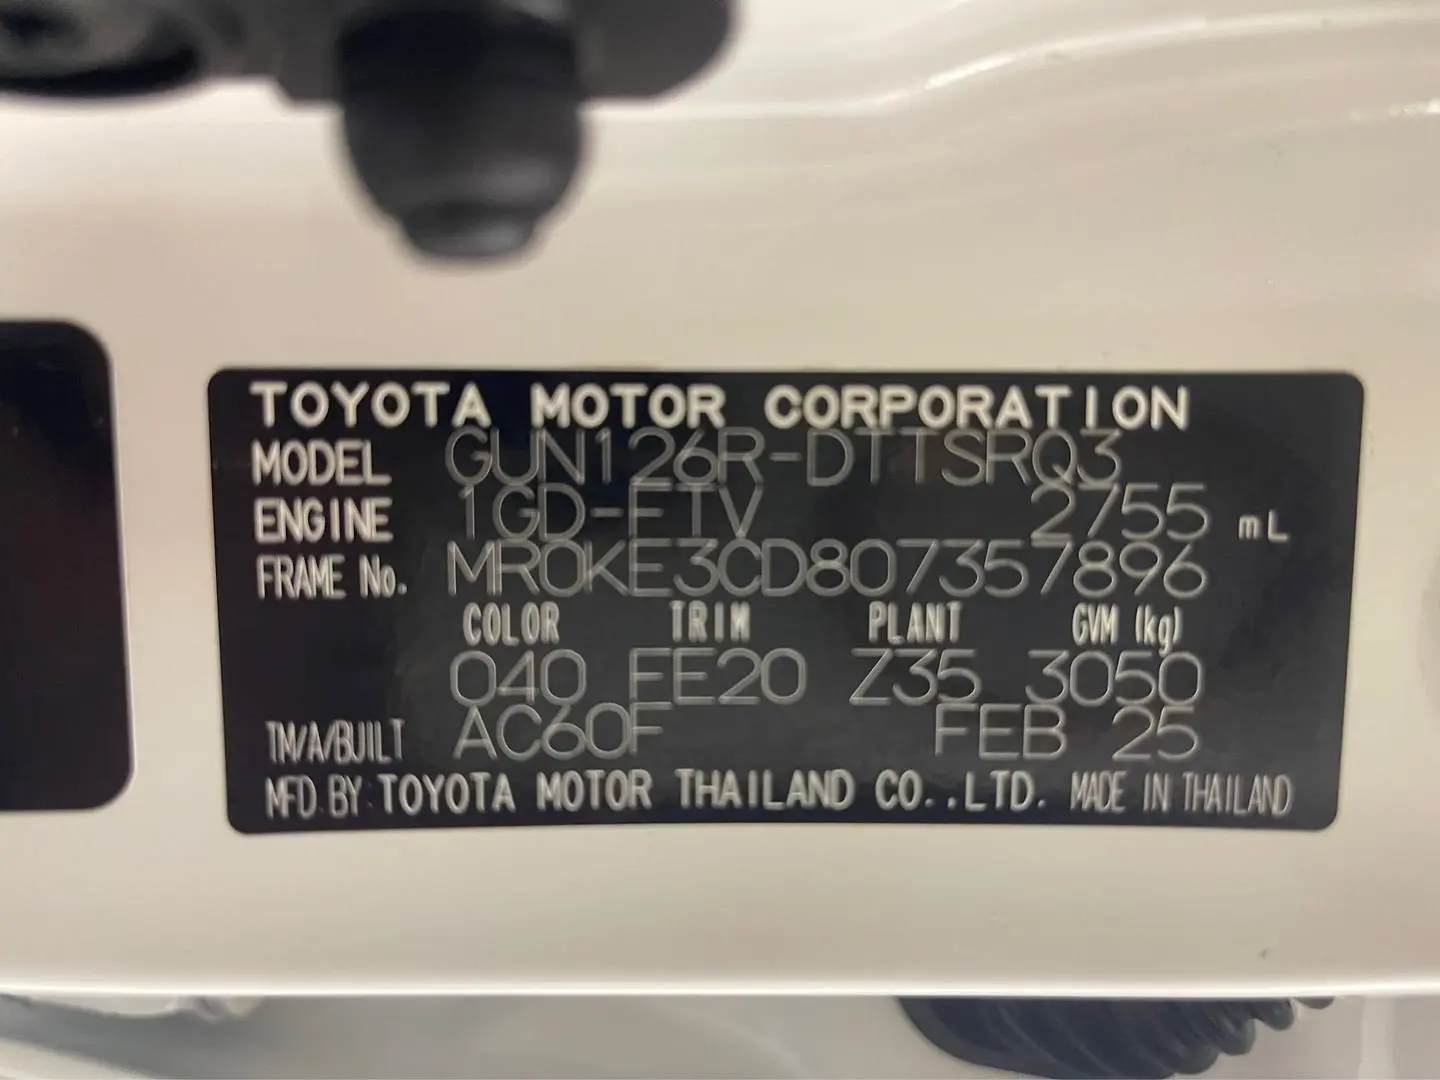 TOYOTA MOTOR CORPORATION
MODEL GUN126R-DTTSRQ3
ENGINE 1GD-FTV 2755 mL
FRAME No. MR0KE3CD807357896
COLOR TRIM PLANT GVM (kg)
040 FE20 Z35 3050
TM/A/BUILT AC60F FEB 25
MFD. BY: TOYOTA MOTOR THAILAND CO.,LTD. MADE IN THAILAND